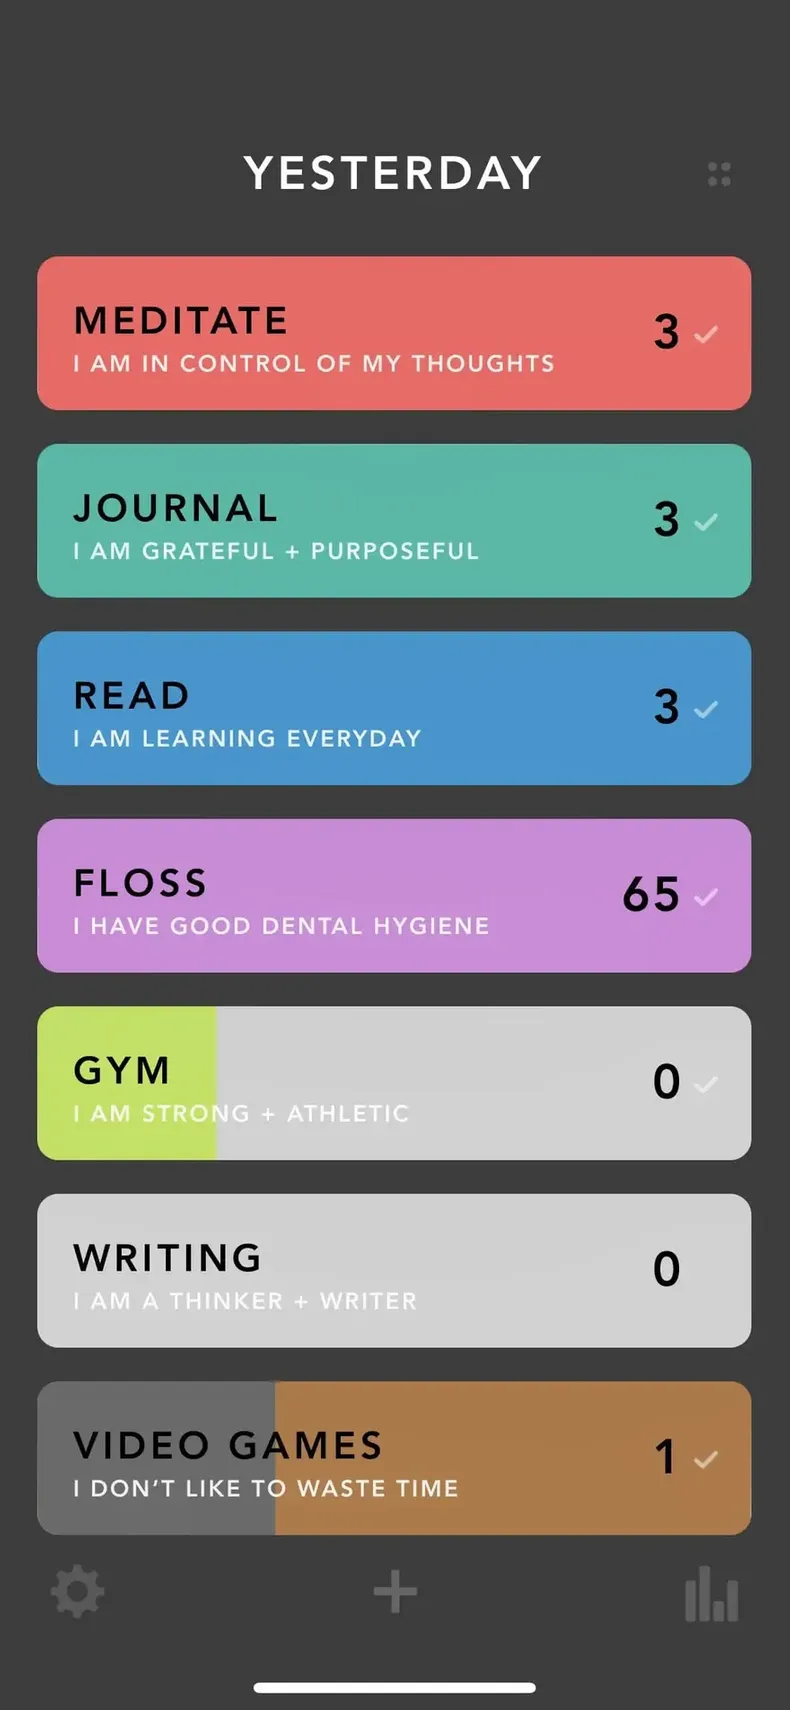 YESTERDAY
MEDITATE
I AM IN CONTROL OF MY THOUGHTS
3
JOURNAL
I AM GRATEFUL + PURPOSEFUL
3
READ
I AM LEARNING EVERYDAY
3
FLOSS
I HAVE GOOD DENTAL HYGIENE
65
GYM
I AM STRONG + ATHLETIC
0
WRITING
I AM A THINKER + WRITER
0
VIDEO GAMES
I DON'T LIKE TO WASTE TIME
1